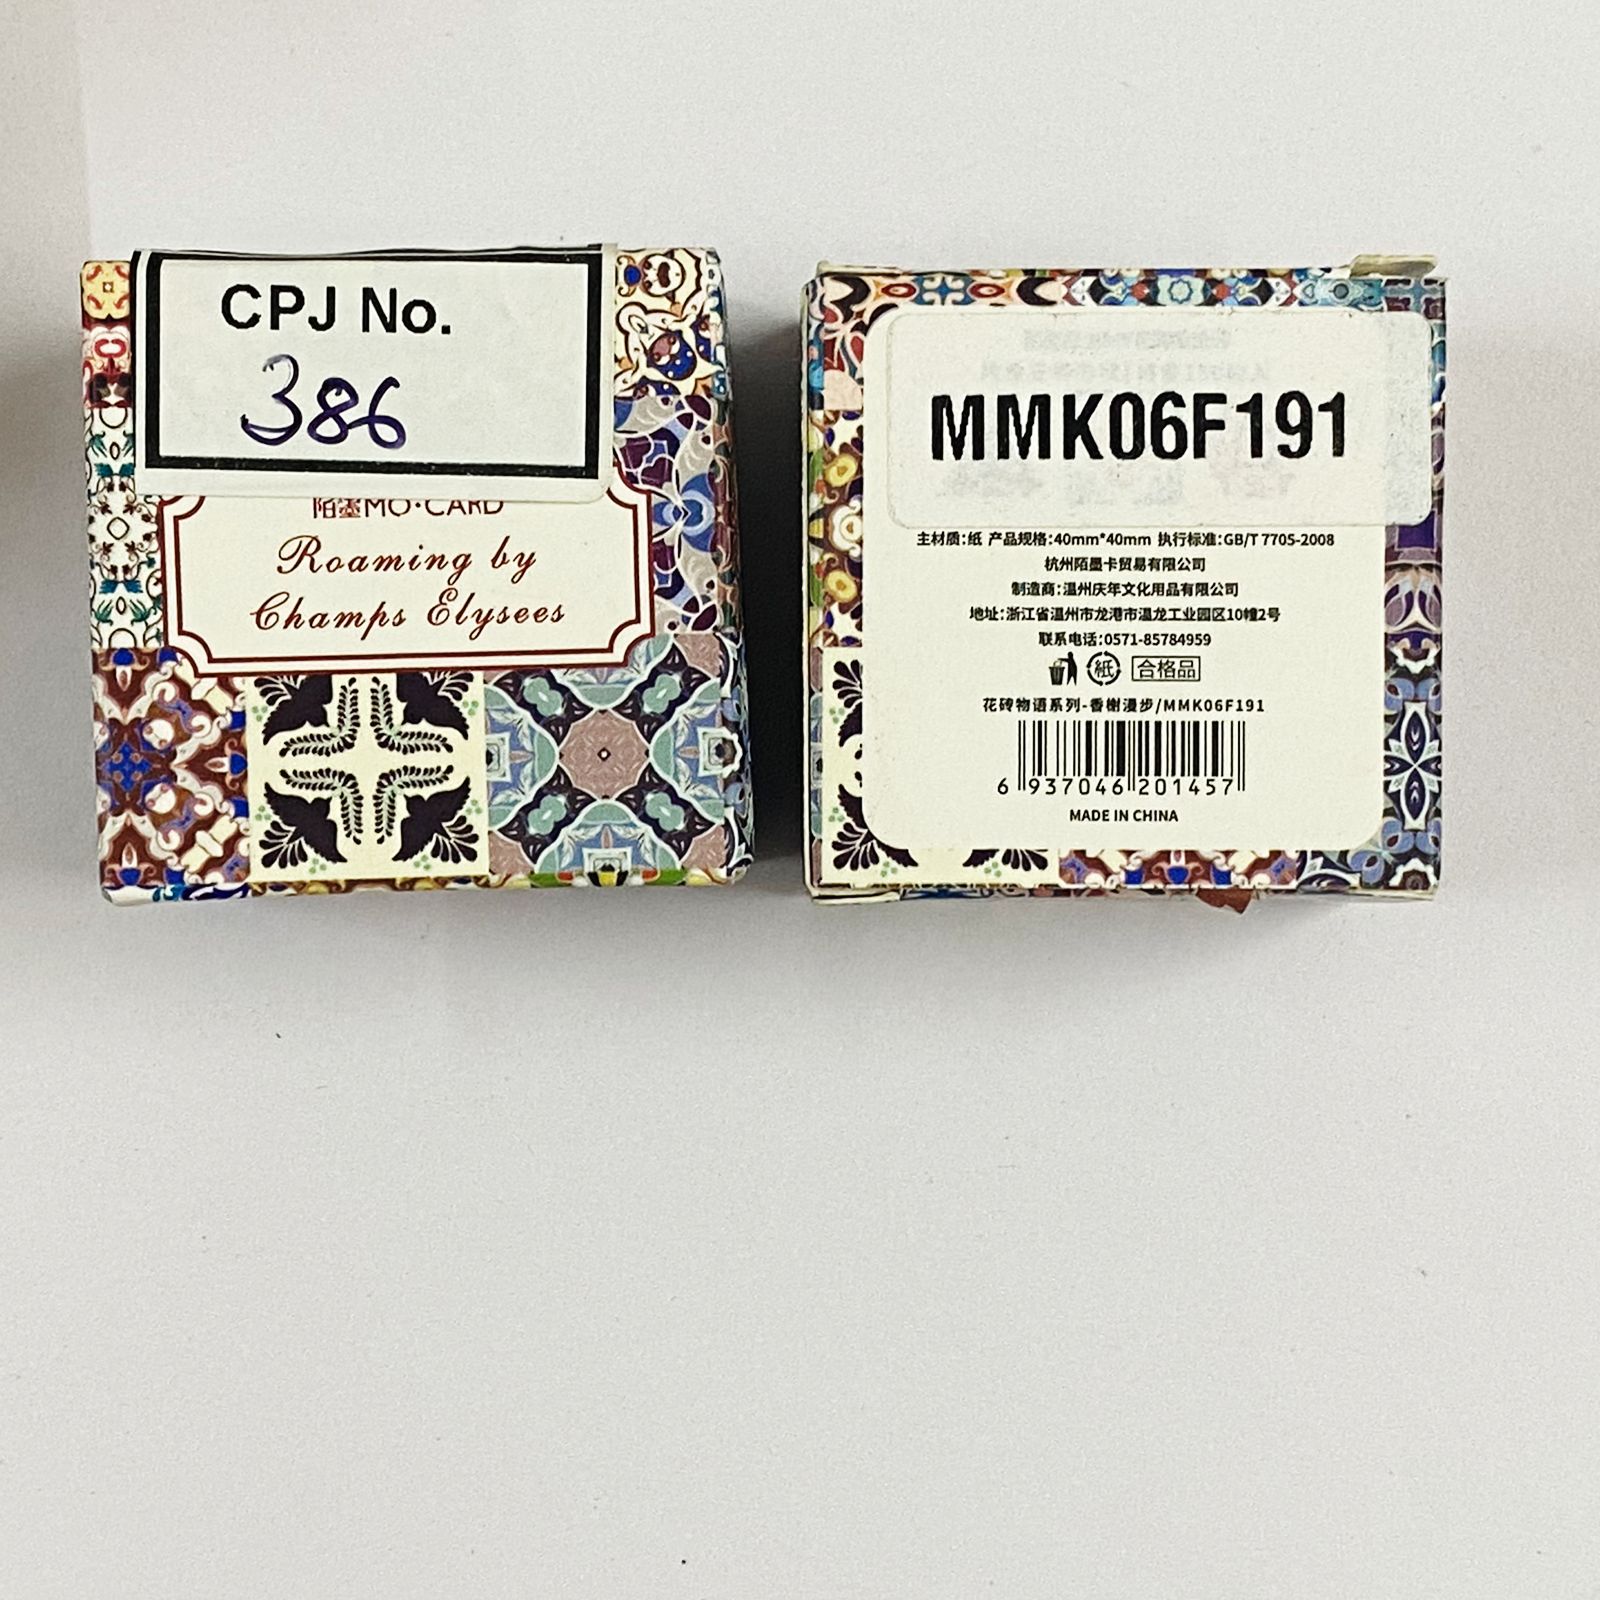 CPJ No.
386
陌墨MO·CARD
Roaming by
Champs Elysees
MMK06F191
主材质:纸 产品规格:40mm*40mm 执行标准:GB/T 7705-2008
杭州陌墨卡贸易有限公司
制造商:温州庆年文化用品有限公司
地址:浙江省温州市龙港市温龙工业园区10幢2号
联系电话:0571-85784959
紙 合格品
花砖物语系列-香榭漫步/MMK06F191
6 937046 201457
MADE IN CHINA